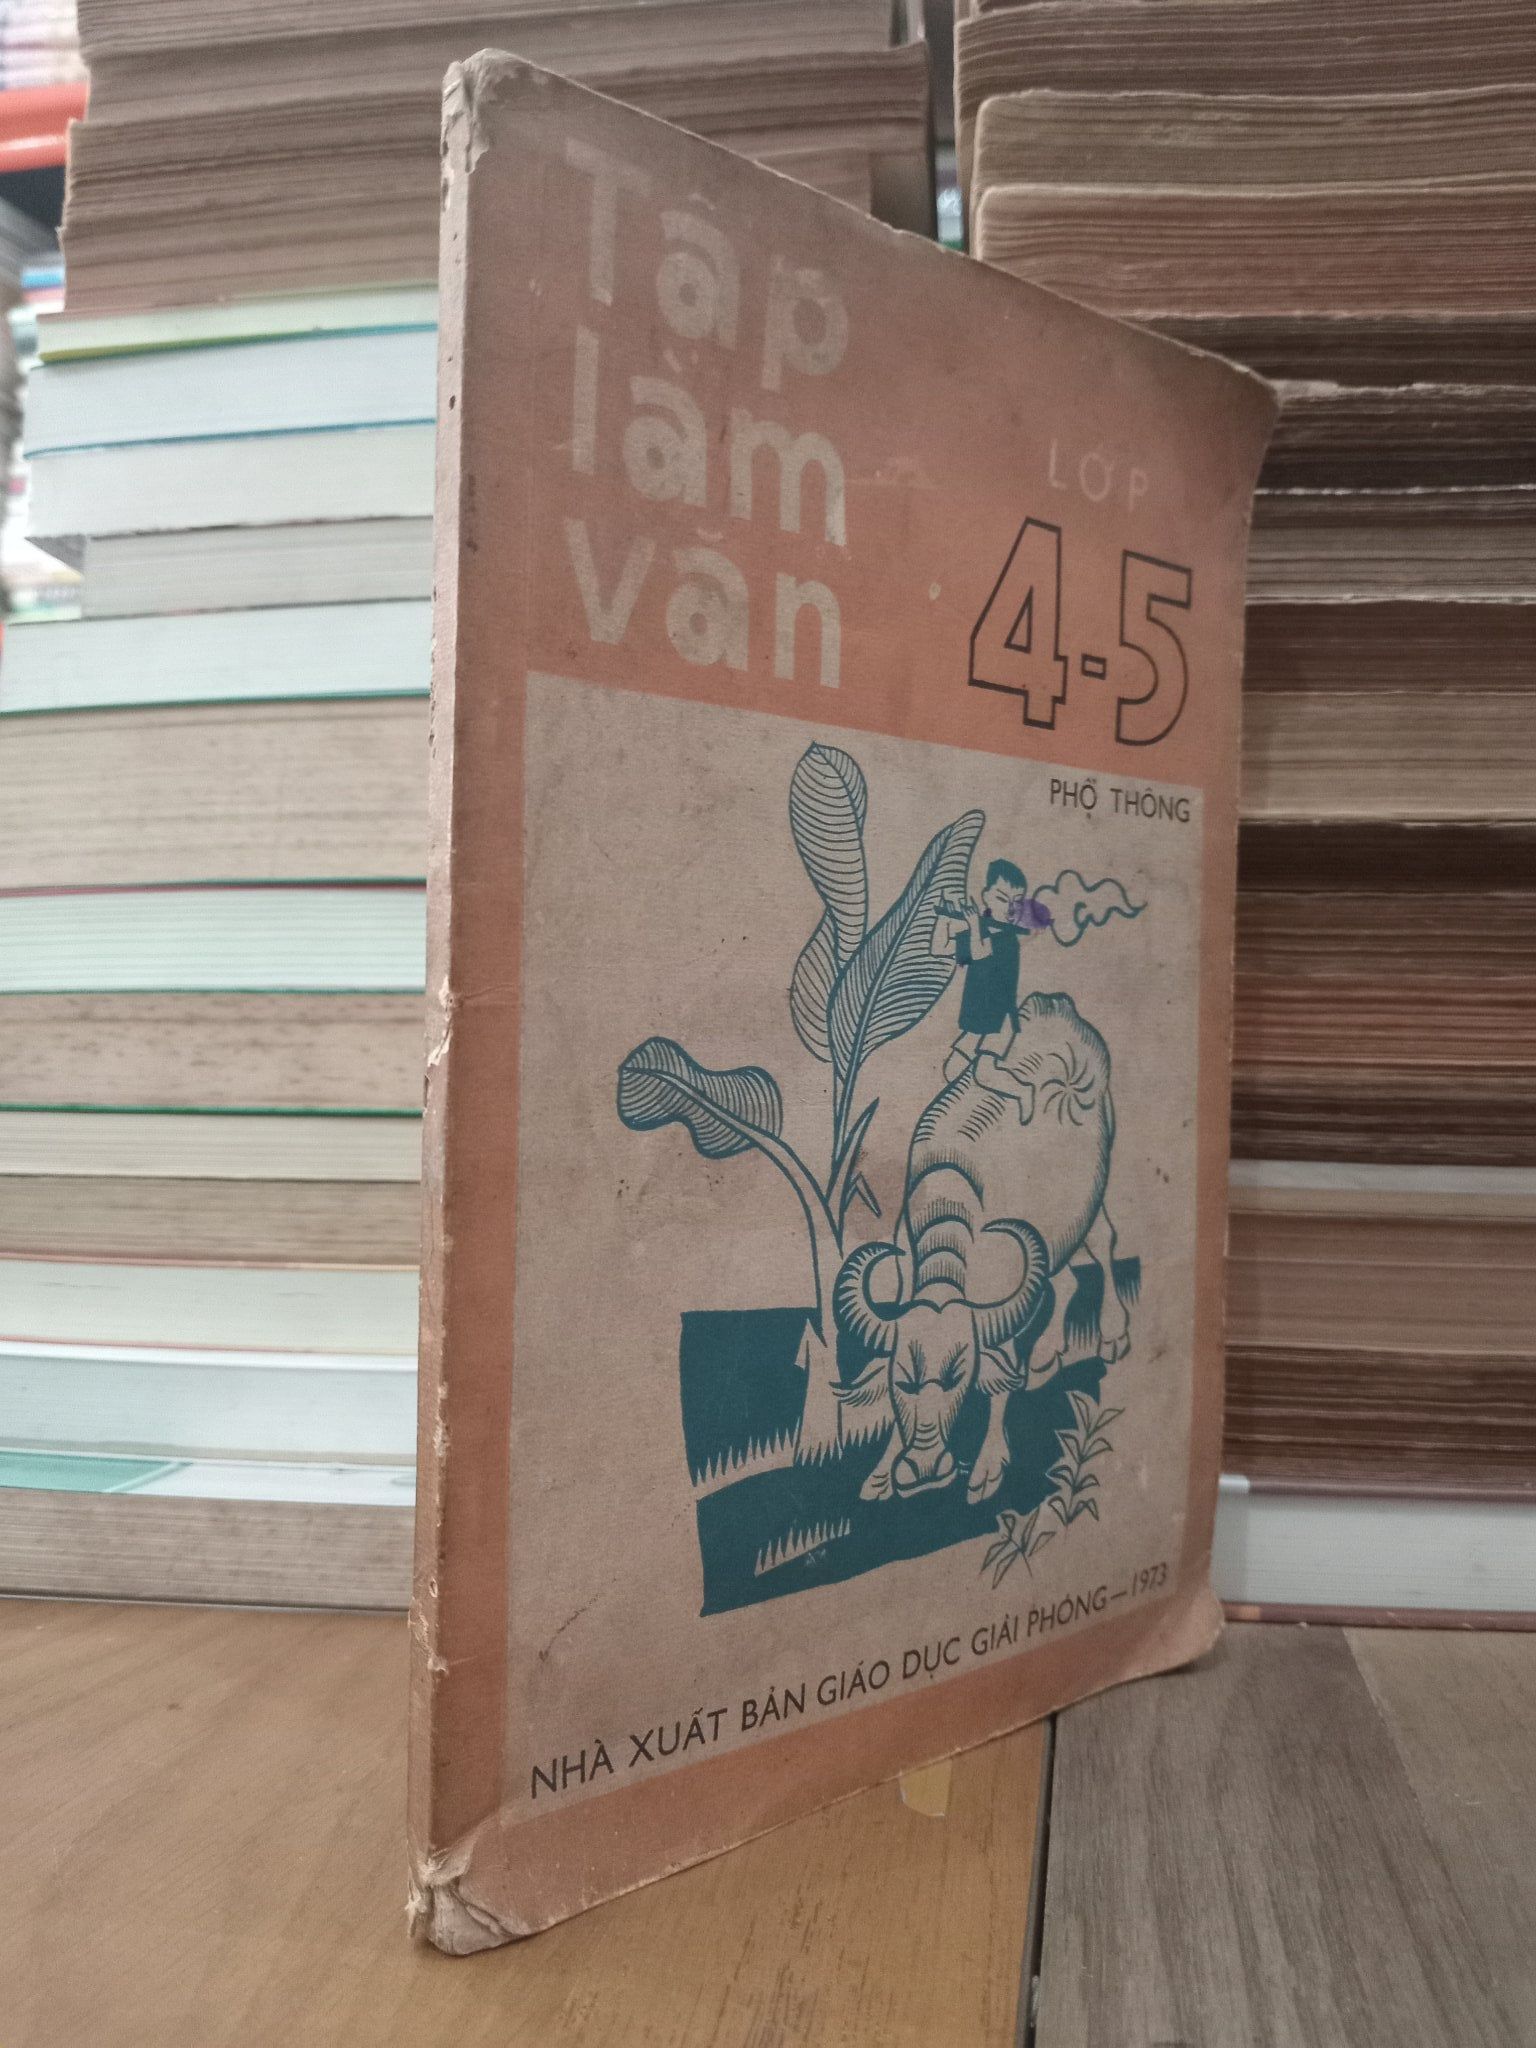 Tập
làm
văn
LỚP
4-5
PHỔ THÔNG
NHÀ XUẤT BẢN GIÁO DỤC GIẢI PHÓNG—1973